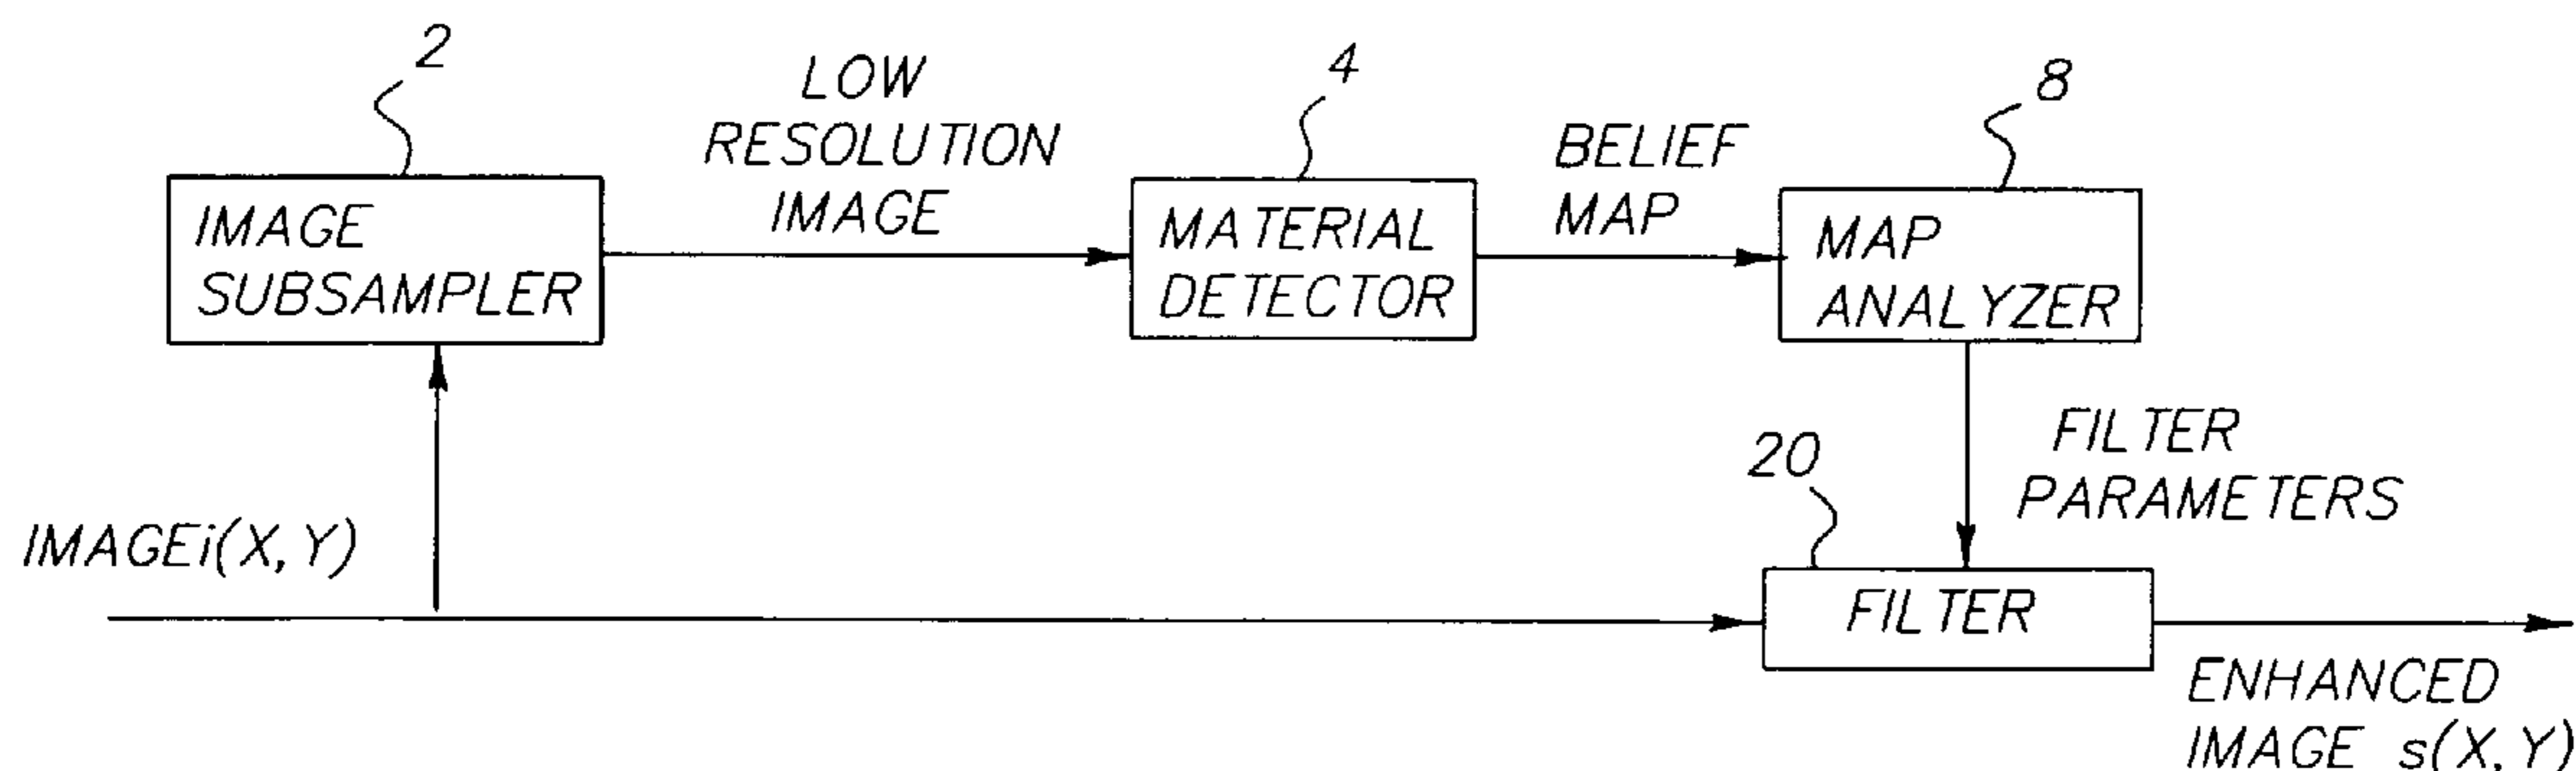 2
LOW
RESOLUTION
IMAGE
4
BELIEF
MAP
8
IMAGE
SUBSAMPLER
MATERIAL
DETECTOR
MAP
ANALYZER
FILTER
PARAMETERS
20
IMAGEi(X,Y)
FILTER
ENHANCED
IMAGE s(X,Y)